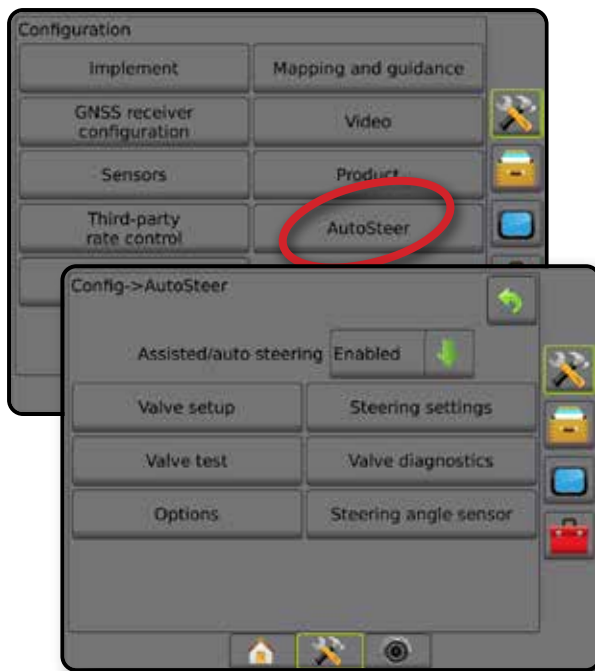 Configuration
Implement
Mapping and guidance
GNSS receiver
configuration
Video
Sensors
Product
Third-party
rate control
AutoSteer
Config->AutoSteer
Assisted/auto steering
Enabled
Valve setup
Steering settings
Valve test
Valve diagnostics
Options
Steering angle sensor